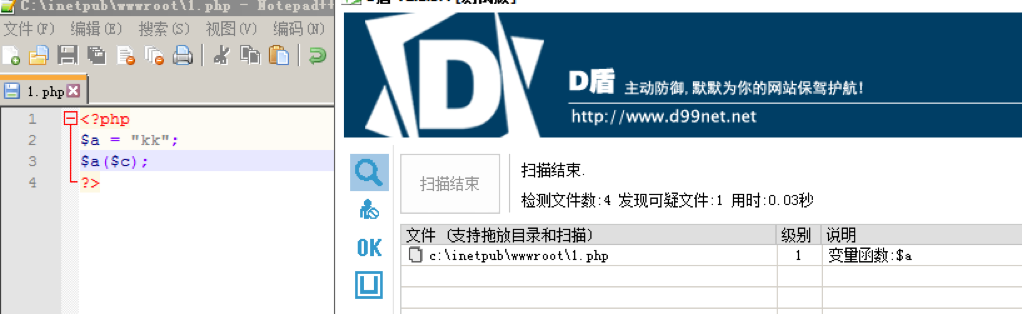 C:\inetpub\wwwroot\1.php - Notepad++
文件(F) 编辑(E) 搜索(S) 视图(V) 编码(N)
1.php
1 <?php
2 $a = "kk";
3 $a($c);
4 ?>
D盾 主动防御,默默为你的网站保驾护航!
http://www.d99net.net
扫描结束
扫描结束.
检测文件数:4 发现可疑文件:1 用时:0.03秒
文件 (支持拖放目录和扫描) 级别 说明
c:\inetpub\wwwroot\1.php 1 变量函数:$a
OK